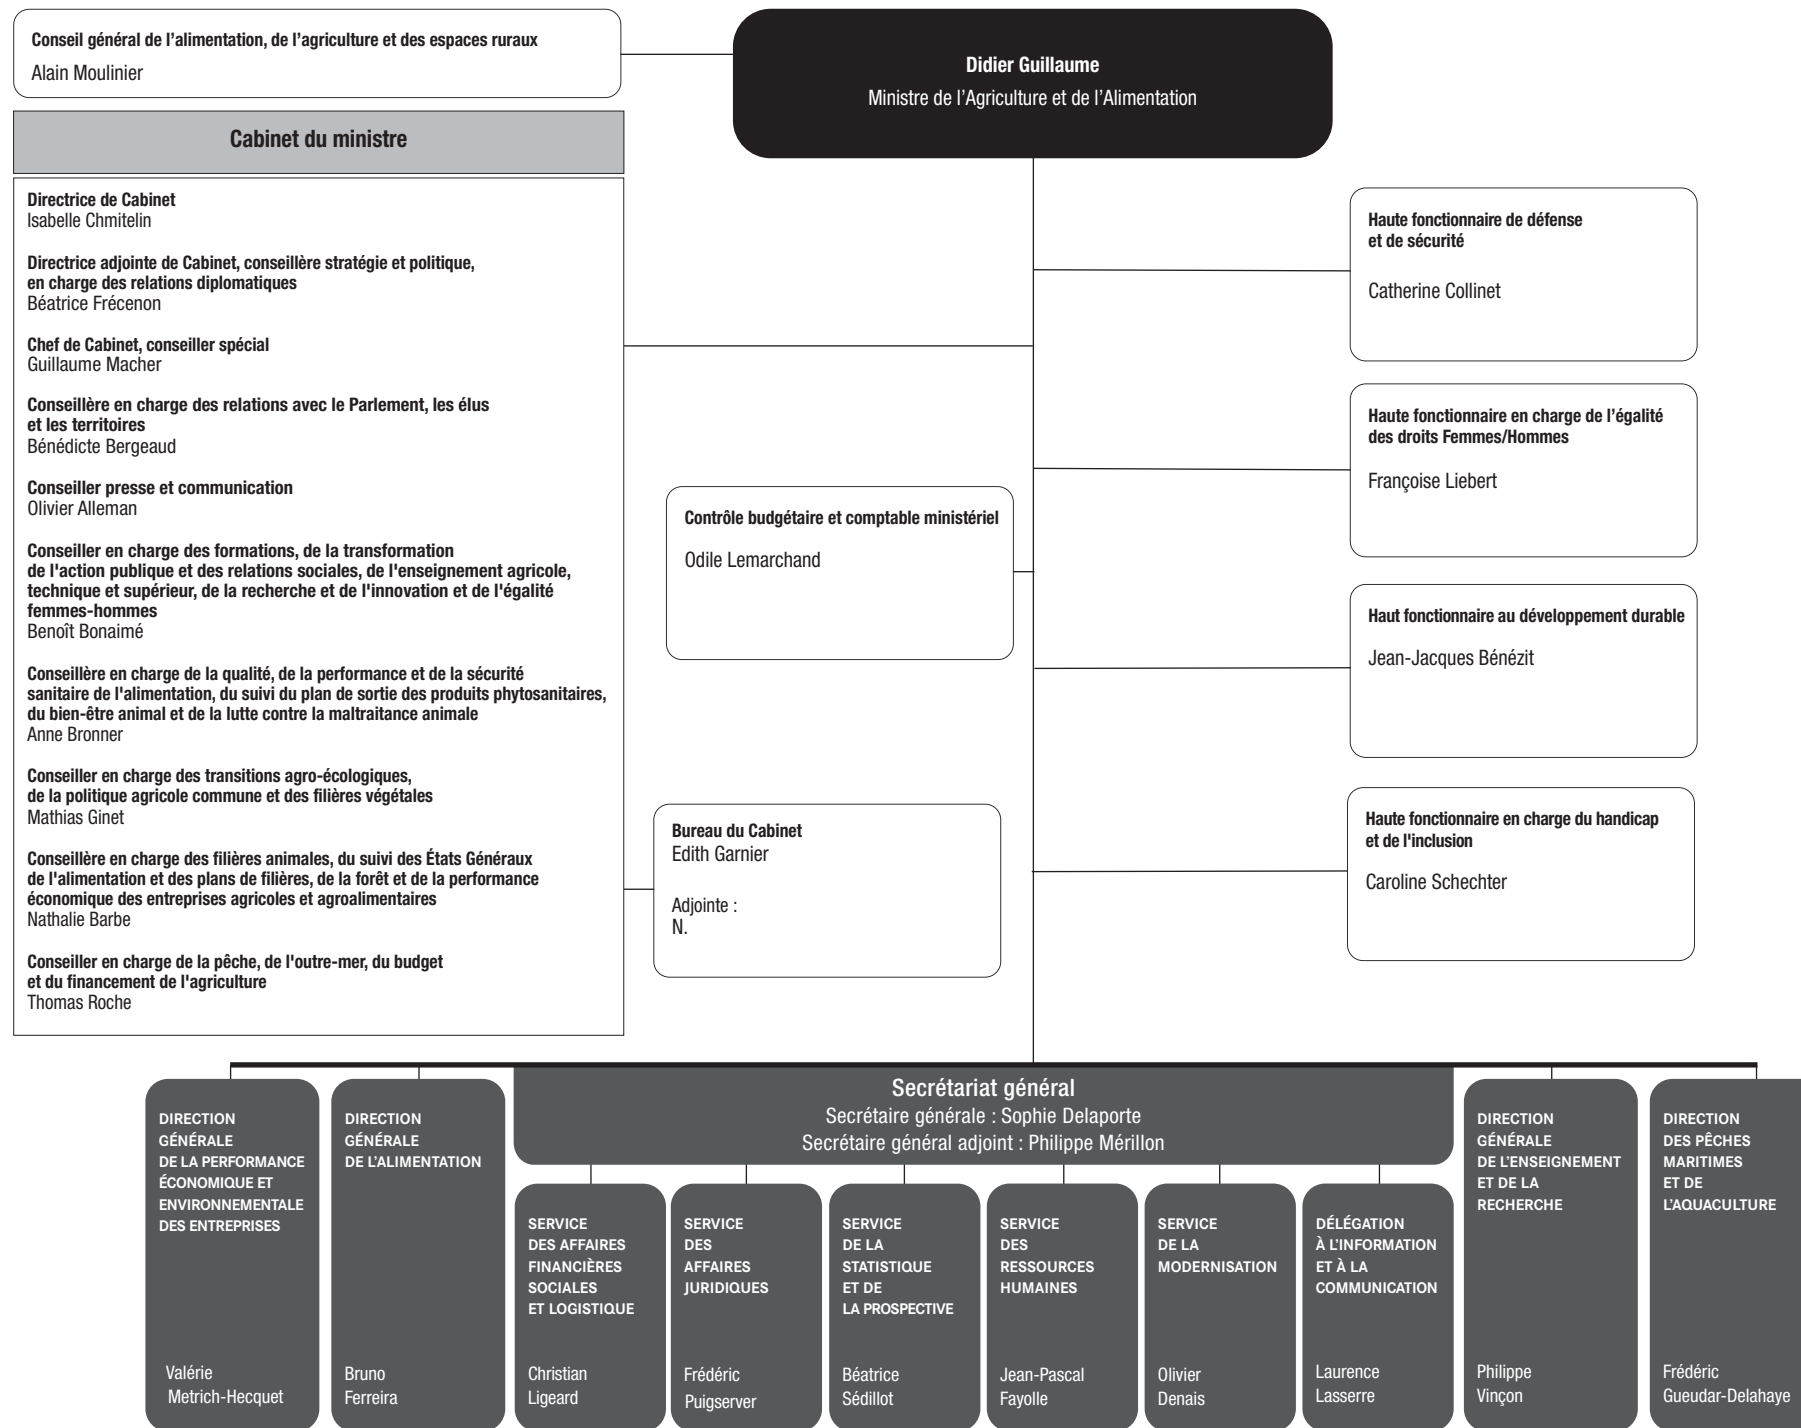 Conseil général de l'alimentation, de l'agriculture et des espaces ruraux
Alain Moulinier
Didier Guillaume
Ministre de l'Agriculture et de l'Alimentation
Cabinet du ministre
Directrice de Cabinet
Isabelle Chmitelin
Directrice adjointe de Cabinet, conseillère stratégie et politique,
en charge des relations diplomatiques
Béatrice Frécenon
Chef de Cabinet, conseiller spécial
Guillaume Macher
Conseillère en charge des relations avec le Parlement, les élus
et les territoires
Bénédicte Bergeaud
Conseiller presse et communication
Olivier Alleman
Conseiller en charge des formations, de la transformation
de l'action publique et des relations sociales, de l'enseignement agricole,
technique et supérieur, de la recherche et de l'innovation et de l'égalité
femmes-hommes
Benoît Bonaimé
Conseillère en charge de la qualité, de la performance et de la sécurité
sanitaire de l'alimentation, du suivi du plan de sortie des produits phytosanitaires,
du bien-être animal et de la lutte contre la maltraitance animale
Anne Bronner
Conseiller en charge des transitions agro-écologiques,
de la politique agricole commune et des filières végétales
Mathias Ginet
Conseillère en charge des filières animales, du suivi des États Généraux
de l'alimentation et des plans de filières, de la forêt et de la performance
économique des entreprises agricoles et agroalimentaires
Nathalie Barbe
Conseiller en charge de la pêche, de l'outre-mer, du budget
et du financement de l'agriculture
Thomas Roche
Contrôle budgétaire et comptable ministériel
Odile Lemarchand
Bureau du Cabinet
Edith Garnier
Adjointe :
N.
Haute fonctionnaire de défense
et de sécurité
Catherine Collinet
Haute fonctionnaire en charge de l'égalité
des droits Femmes/Hommes
Françoise Liebert
Haut fonctionnaire au développement durable
Jean-Jacques Bénézit
Haute fonctionnaire en charge du handicap
et de l'inclusion
Caroline Schechter
DIRECTION
GÉNÉRALE
DE LA PERFORMANCE
ÉCONOMIQUE ET
ENVIRONNEMENTALE
DES ENTREPRISES
Valérie
Metrich-Hecquet
DIRECTION
GÉNÉRALE
DE L'ALIMENTATION
Bruno
Ferreira
Secrétariat général
Secrétaire générale : Sophie Delaporte
Secrétaire général adjoint : Philippe Mérillon
SERVICE
DES AFFAIRES
FINANCIÈRES
SOCIALES
ET LOGISTIQUE
Christian
Ligeard
SERVICE
DES
AFFAIRES
JURIDIQUES
Frédéric
Puigserver
SERVICE
DE LA
STATISTIQUE
ET DE
LA PROSPECTIVE
Béatrice
Sédillot
SERVICE
DES
RESSOURCES
HUMAINES
Jean-Pascal
Fayolle
SERVICE
DE LA
MODERNISATION
Olivier
Denais
DÉLÉGATION
À L'INFORMATION
ET À LA
COMMUNICATION
Laurence
Lasserre
DIRECTION
GÉNÉRALE
DE L'ENSEIGNEMENT
ET DE LA
RECHERCHE
Philippe
Vinçon
DIRECTION
DES PÊCHES
MARITIMES
ET DE
L'AQUACULTURE
Frédéric
Gueudar-Delahaye